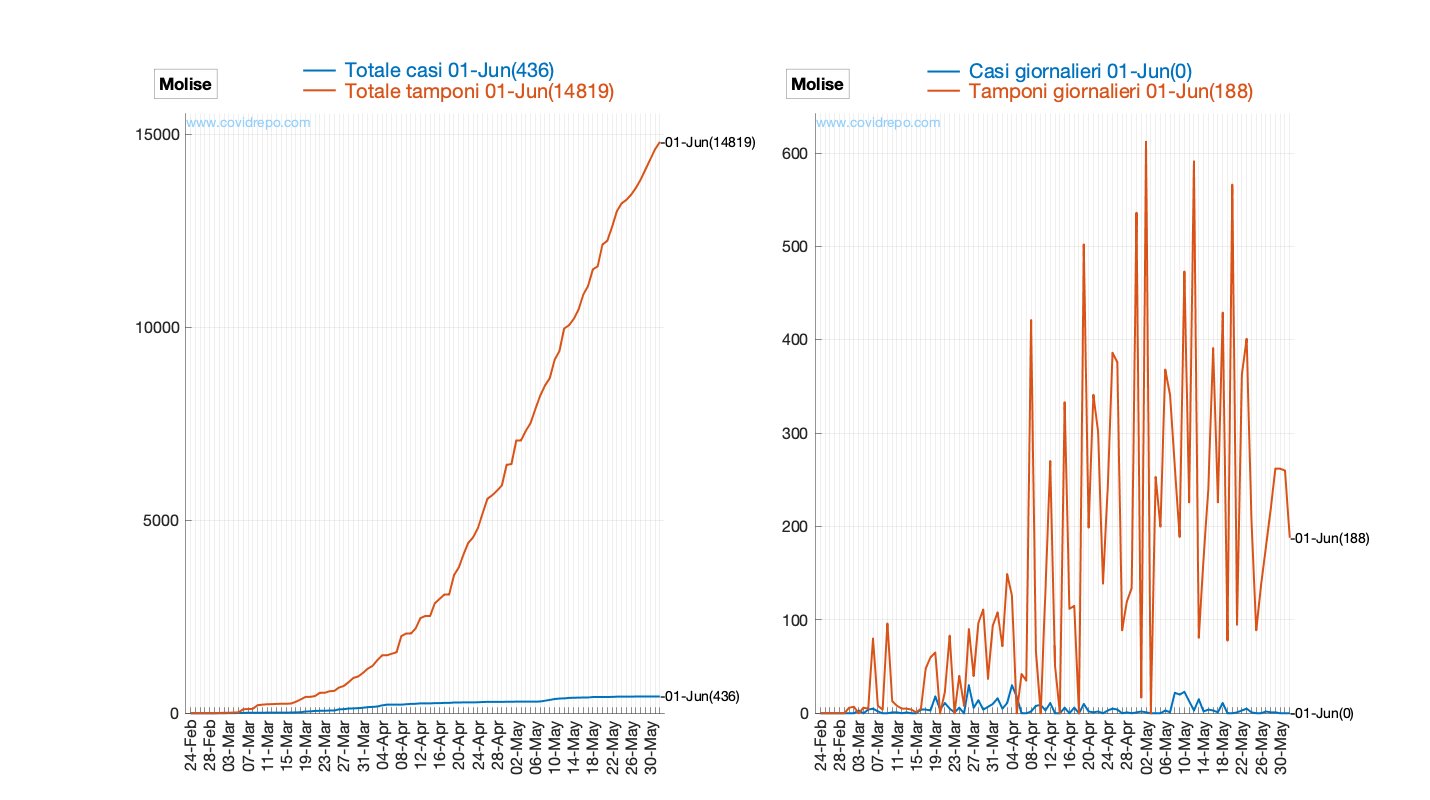 Molise
Totale casi 01-Jun(436)
Totale tamponi 01-Jun(14819)
www.covidrepo.com
15000
10000
5000
0
01-Jun(14819)
01-Jun(436)
24-Feb
28-Feb
03-Mar
07-Mar
11-Mar
15-Mar
19-Mar
23-Mar
27-Mar
31-Mar
04-Apr
08-Apr
12-Apr
16-Apr
20-Apr
24-Apr
28-Apr
02-May
06-May
10-May
14-May
18-May
22-May
26-May
30-May
Molise
Casi giornalieri 01-Jun(0)
Tamponi giornalieri 01-Jun(188)
www.covidrepo.com
600
500
400
300
200
100
0
01-Jun(188)
01-Jun(0)
24-Feb
28-Feb
03-Mar
07-Mar
11-Mar
15-Mar
19-Mar
23-Mar
27-Mar
31-Mar
04-Apr
08-Apr
12-Apr
16-Apr
20-Apr
24-Apr
28-Apr
02-May
06-May
10-May
14-May
18-May
22-May
26-May
30-May